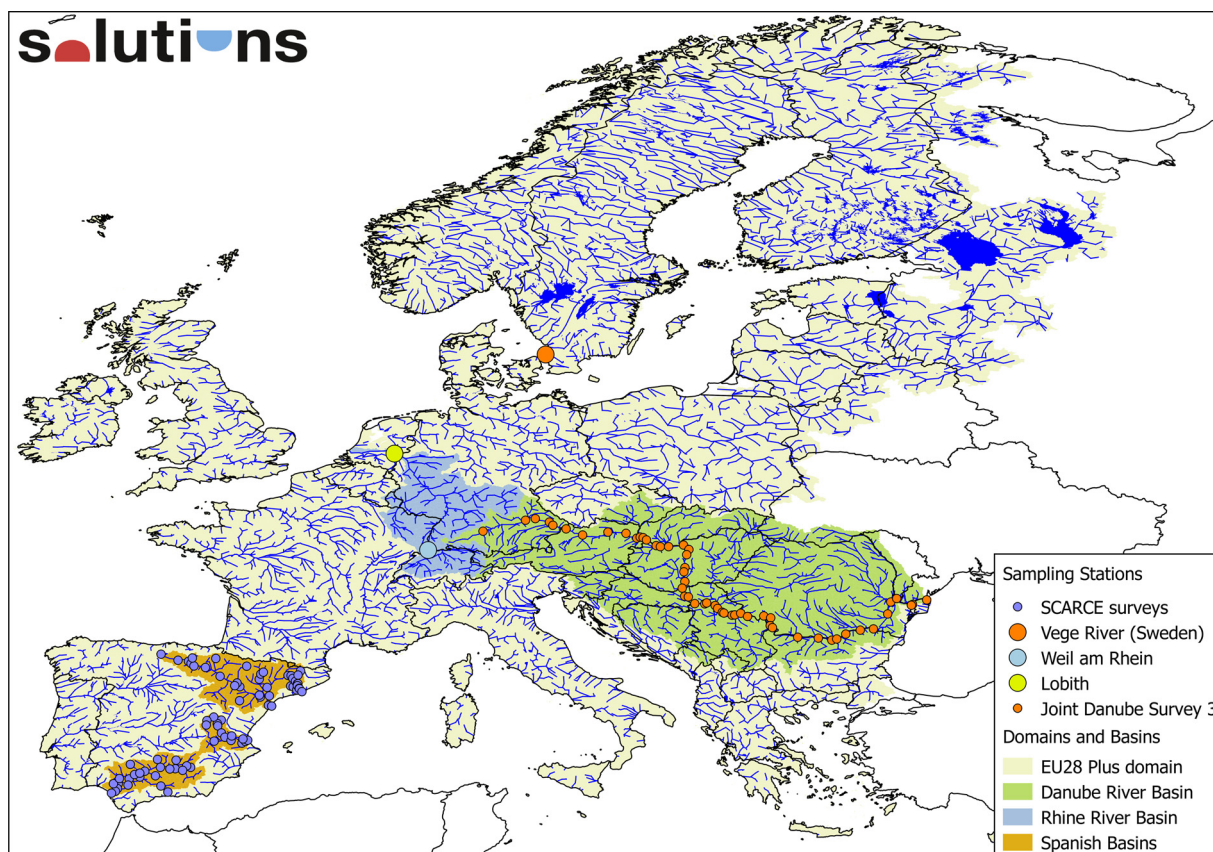 solutions
Sampling Stations
SCARCE surveys
Vege River (Sweden)
Weil am Rhein
Lobith
Joint Danube Survey 3
Domains and Basins
EU28 Plus domain
Danube River Basin
Rhine River Basin
Spanish Basins